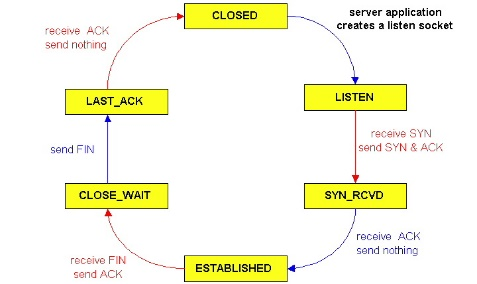 CLOSED
server application
creates a listen socket
receive ACK
send nothing
LAST_ACK
LISTEN
receive SYN
send SYN & ACK
send FIN
CLOSE_WAIT
SYN_RCVD
receive ACK
send nothing
receive FIN
send ACK
ESTABLISHED